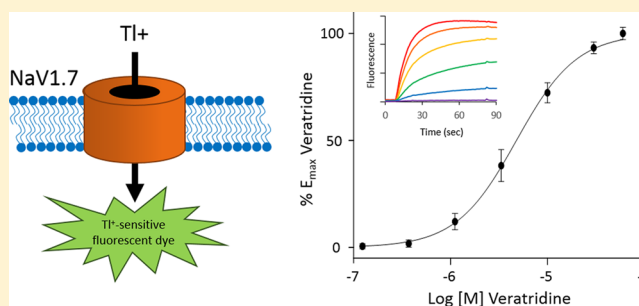 Tl+
NaV1.7
Tl⁺-sensitive
fluorescent dye
% Emax Veratridine
100
50
0
-7
-6
-5
Log [M] Veratridine
Fluorescence
0
30
60
90
Time (sec)